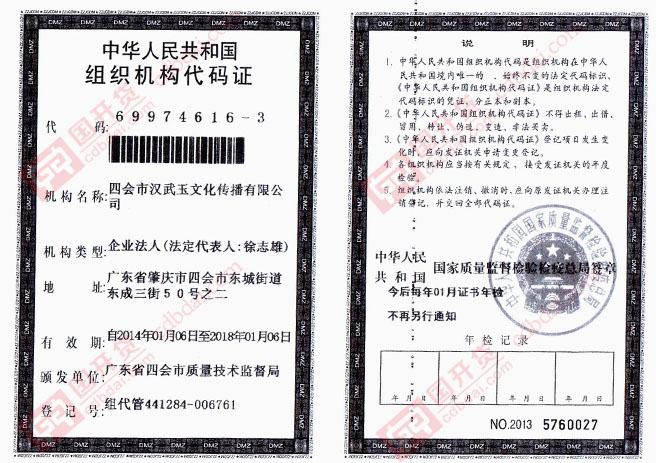 中华人民共和国
组织机构代码证
代 码: 69974616-3
机构名称: 四会市汉武玉文化传播有限公
司
机构类型: 企业法人(法定代表人:徐志雄)
地 址: 广东省肇庆市四会市东城街道
东成三街50号之二
有 效 期: 自2014年01月06日至2018年01月06日
颁发单位: 广东省四会市质量技术监督局
登 记 号: 组代管441284-006761
说 明
1. 中华人民共和国组织机构代码是组织机构在中华人
民共和国境内唯一的、始终不变的法定代码标识,
《中华人民共和国组织机构代码证》是组织机构法定
代码标识的凭证,分正本和副本。
2.《中华人民共和国组织机构代码证》不得出租、出借、
冒用、转让、伪造、变造、非法买卖。
3.《中华人民共和国组织机构代码证》登记项目发生变
化时,应向发证机关申请变更登记。
4. 各组织机构应当按有关规定,接受发证机关的年度
检验。
5. 组织机构依法注销、撤消时,应向原发证机关办理注
销登记,并交回全部代码证。
中华人民
共和国 国家质量监督检验检疫总局签章
今后每年01月证书年检
不再另行通知
年检记录
年 月 日 年 月 日 年 月 日 年 月 日
NO.2013 5760027
国开贷
cdbdai.com
DMZ